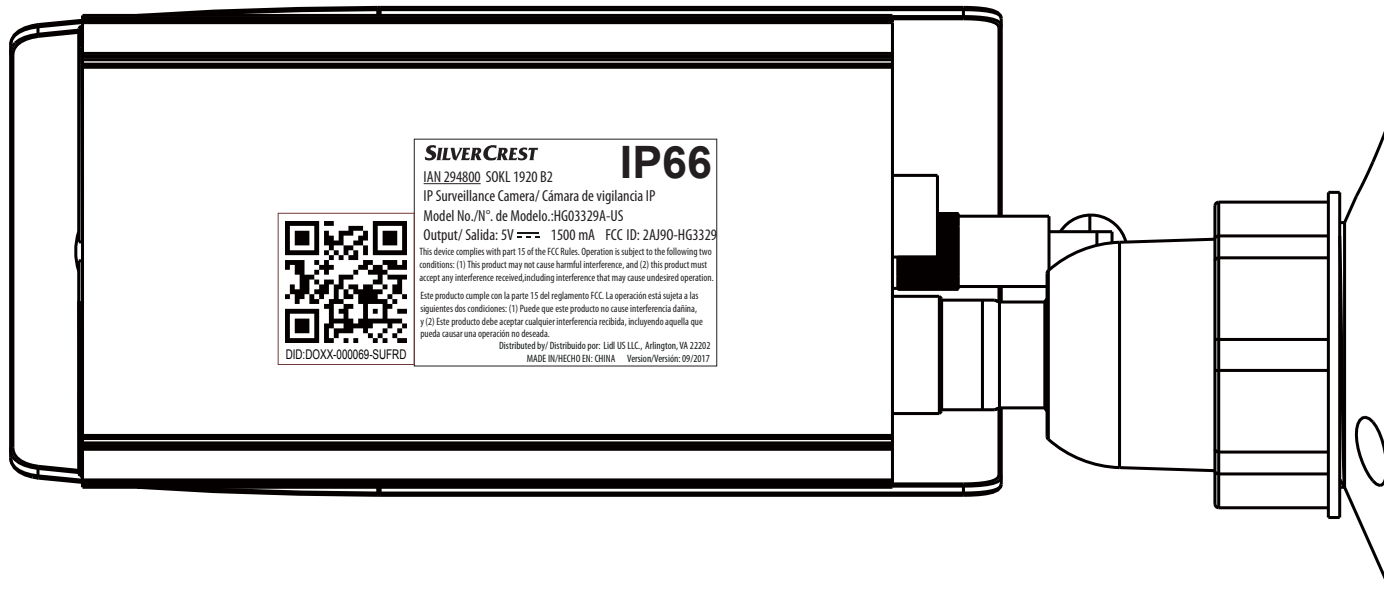 SILVERCREST
IP66
IAN 294800 SOKL 1920 B2
IP Surveillance Camera/ Cámara de vigilancia IP
Model No./N°. de Modelo.:HG03329A-US
Output/ Salida: 5V ⎓ 1500 mA FCC ID: 2AJ9O-HG3329
This device complies with part 15 of the FCC Rules. Operation is subject to the following two
conditions: (1) This product may not cause harmful interference, and (2) this product must
accept any interference received,including interference that may cause undesired operation.
Este producto cumple con la parte 15 del reglamento FCC. La operación está sujeta a las
siguientes dos condiciones: (1) Puede que este producto no cause interferencia dañina,
y (2) Este producto debe aceptar cualquier interferencia recibida, incluyendo aquella que
pueda causar una operación no deseada.
Distributed by/ Distribuido por: Lidl US LLC., Arlington, VA 22202
MADE IN/HECHO EN: CHINA Version/Versión: 09/2017
DID:DOXX-000069-SUFRD